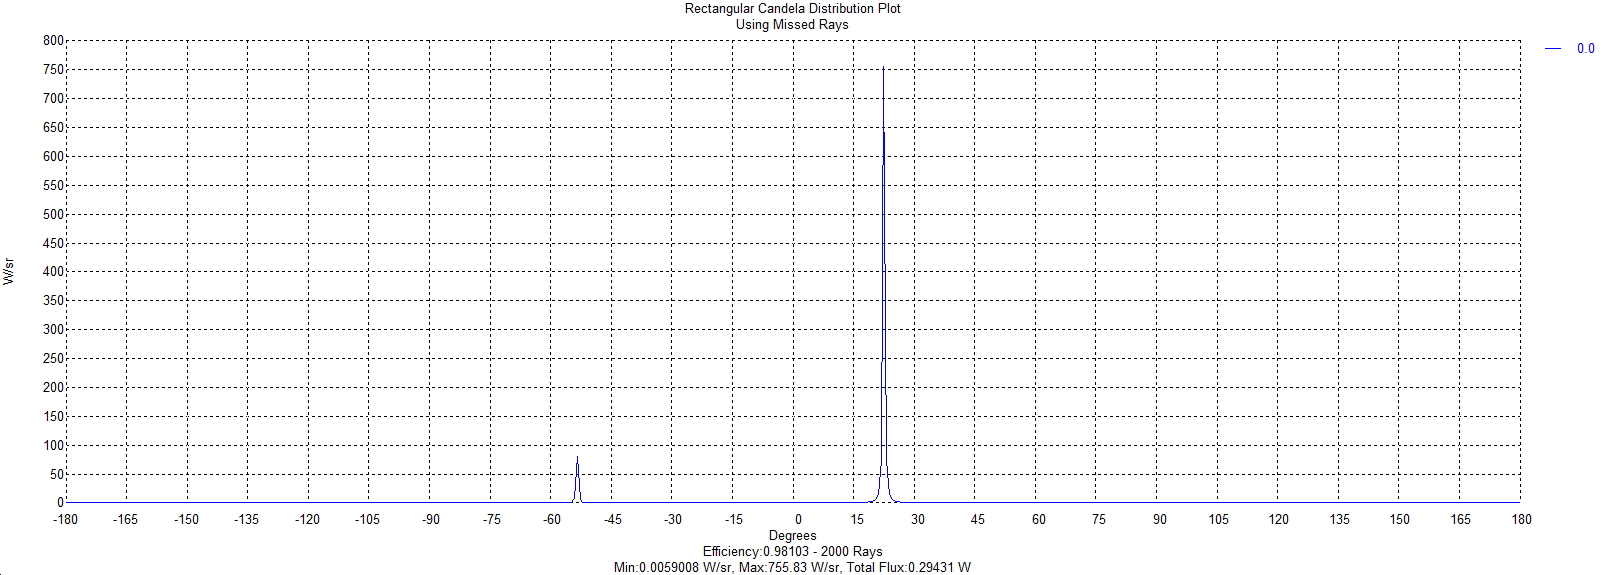 Rectangular Candela Distribution Plot
Using Missed Rays
0.0
800
750
700
650
600
550
500
450
400
350
300
250
200
150
100
50
0
W/sr
-180 -165 -150 -135 -120 -105 -90 -75 -60 -45 -30 -15 0 15 30 45 60 75 90 105 120 135 150 165 180
Degrees
Efficiency:0.98103 - 2000 Rays
Min:0.0059008 W/sr, Max:755.83 W/sr, Total Flux:0.29431 W